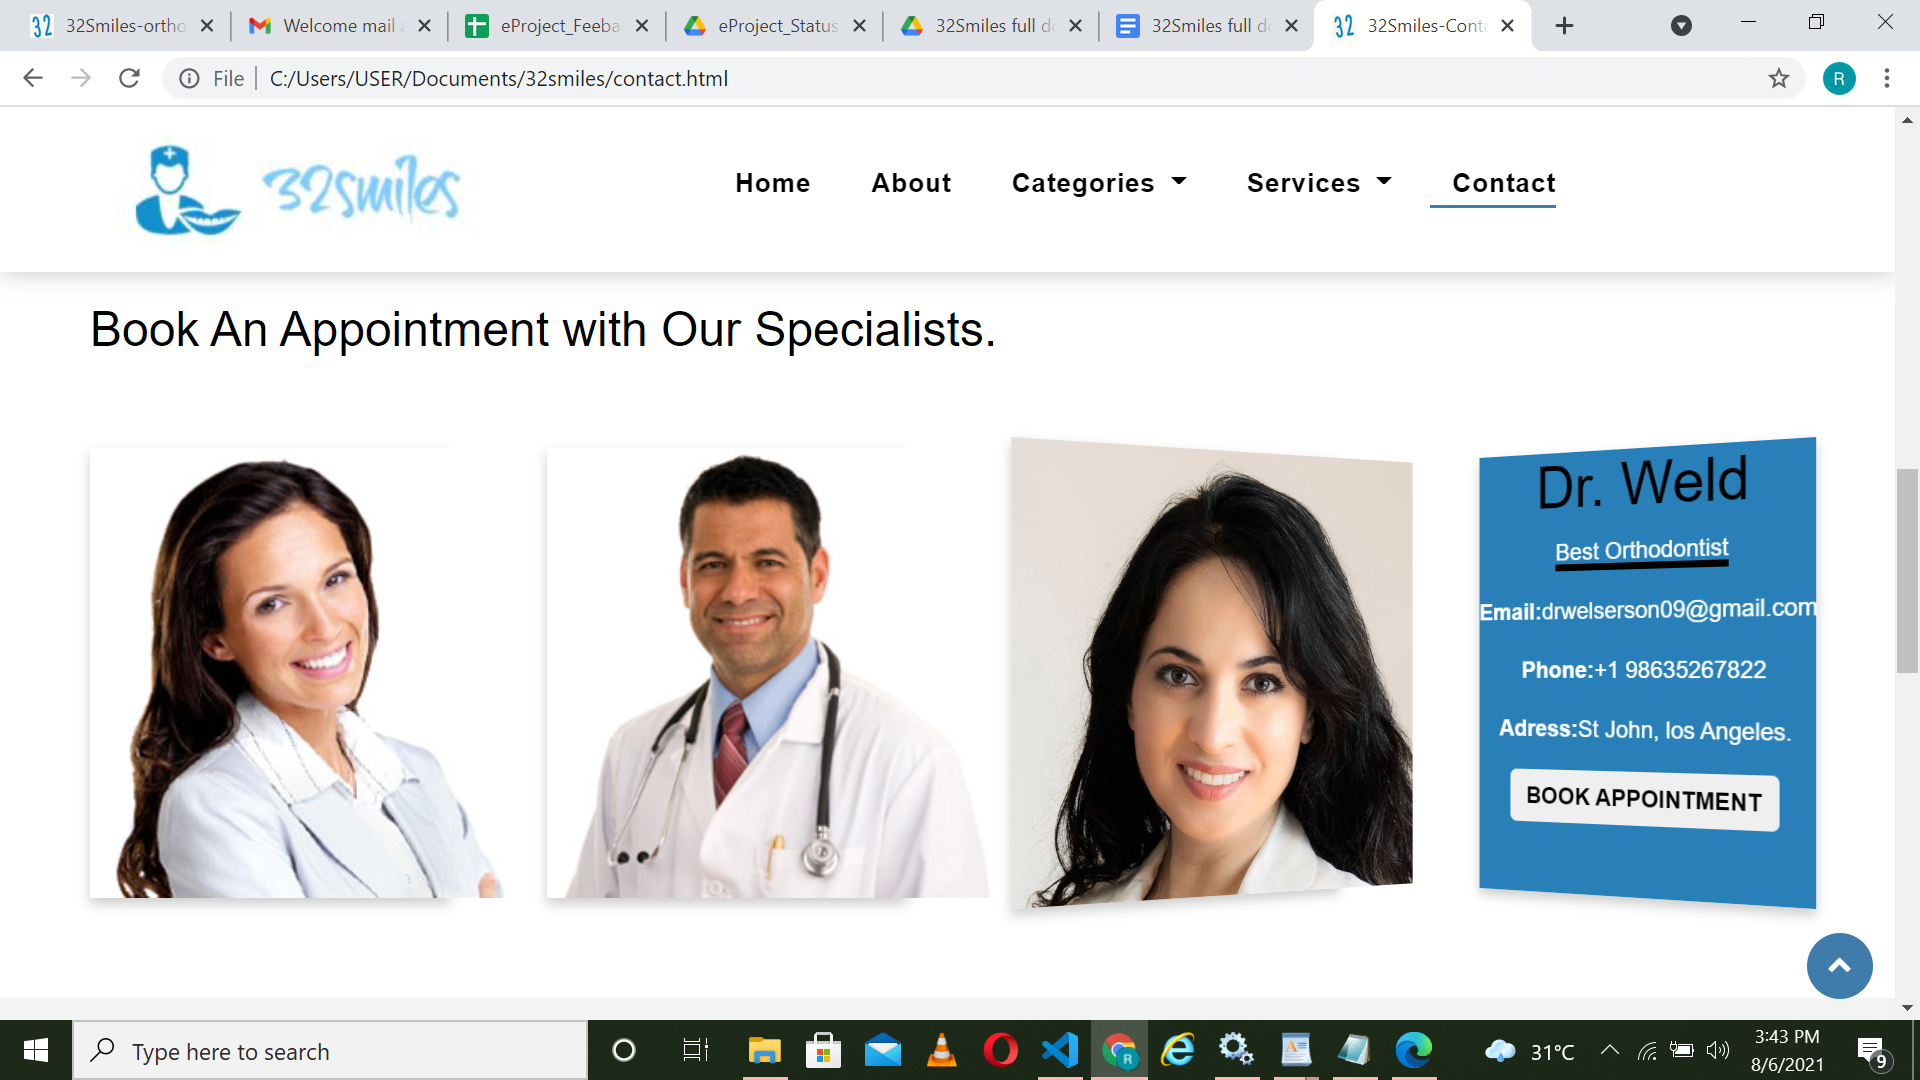 32Smiles-ortho
Welcome mail a
eProject_Feeba
eProject_Status
32Smiles full do
32Smiles full do
32Smiles-Conta
File
C:/Users/USER/Documents/32smiles/contact.html
R
32smiles
Home
About
Categories
Services
Contact
Book An Appointment with Our Specialists.
Dr. Weld
Best Orthodontist
Email:drwelserson09@gmail.com
Phone:+1 98635267822
Adress:St John, los Angeles.
BOOK APPOINTMENT
Type here to search
31°C
3:43 PM
8/6/2021
9